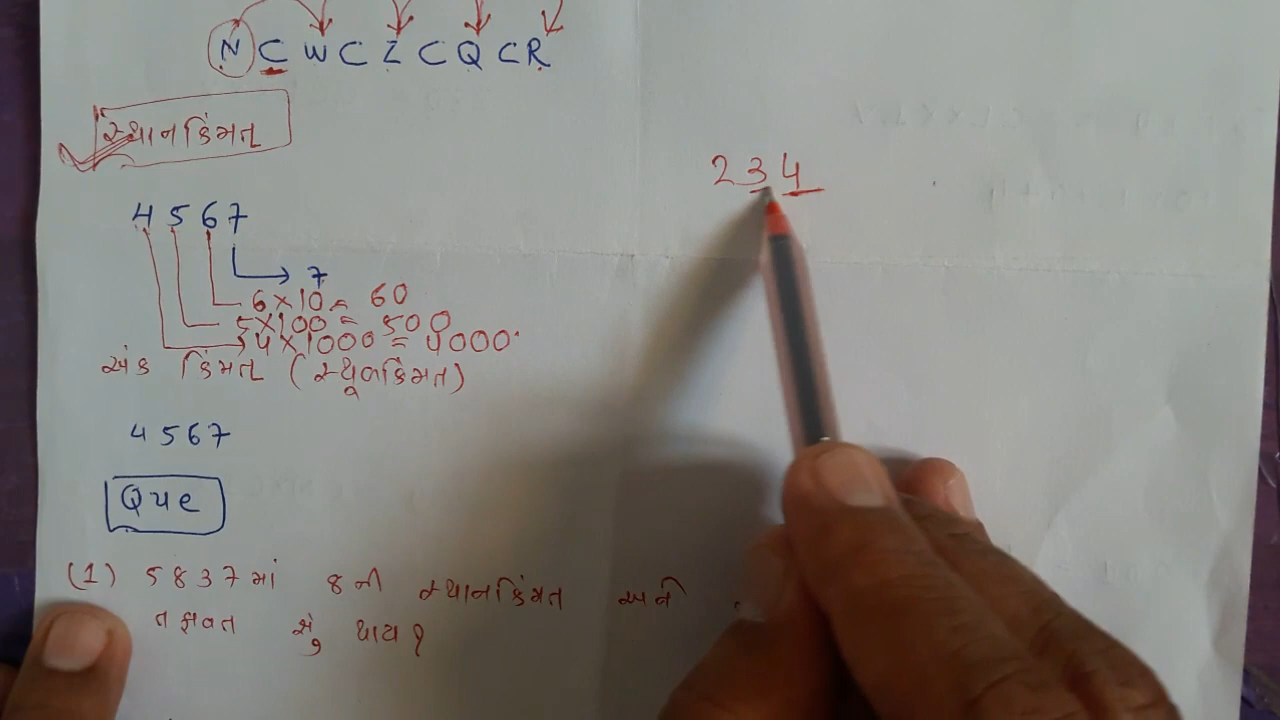 N C W C Z C Q C R
સ્થાનકિંમત
234
4567
7
6×10 = 60
5×100 = 500
4×1000 = 4000
અંક કિંમત (સ્થૂળકિંમત)
4567
Que
(1) 5837માં 8ની સ્થાનકિંમત અને
તફાવત શું થાય?